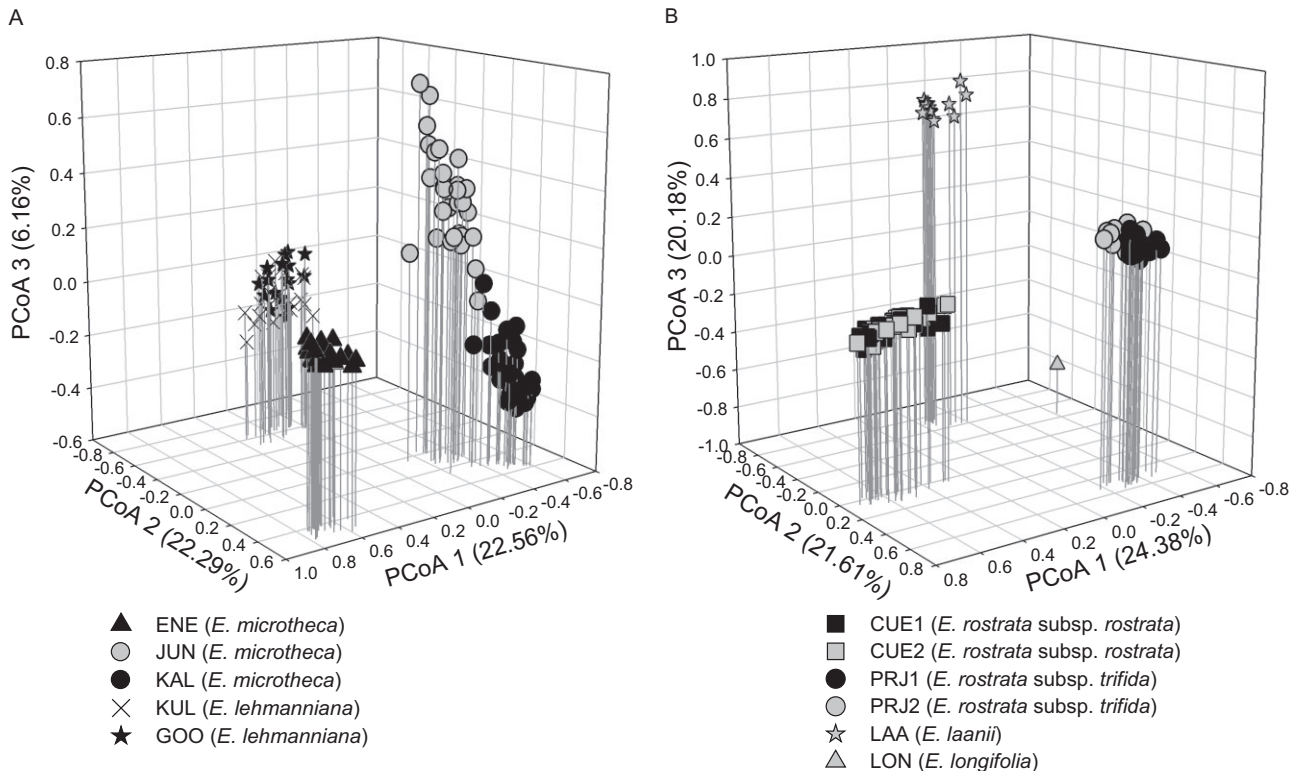 A
PCoA 3 (6.16%)
0.8
0.6
0.4
0.2
0.0
-0.2
-0.4
-0.6
-0.8
-0.6
-0.4
-0.2
0.0
0.2
0.4
0.6
PCoA 2 (22.29%)
1.0
0.8
0.6
0.4
0.2
0.0
-0.2
-0.4
-0.6
-0.8
PCoA 1 (22.56%)
ENE (E. microtheca)
JUN (E. microtheca)
KAL (E. microtheca)
KUL (E. lehmanniana)
GOO (E. lehmanniana)
B
PCoA 3 (20.18%)
1.0
0.8
0.6
0.4
0.2
0.0
-0.2
-0.4
-0.6
-0.8
-1.0
-0.8
-0.6
-0.4
-0.2
0.0
0.2
0.4
0.6
0.8
PCoA 2 (21.61%)
0.8
0.6
0.4
0.2
0.0
-0.2
-0.4
-0.6
-0.8
PCoA 1 (24.38%)
CUE1 (E. rostrata subsp. rostrata)
CUE2 (E. rostrata subsp. rostrata)
PRJ1 (E. rostrata subsp. trifida)
PRJ2 (E. rostrata subsp. trifida)
LAA (E. laanii)
LON (E. longifolia)